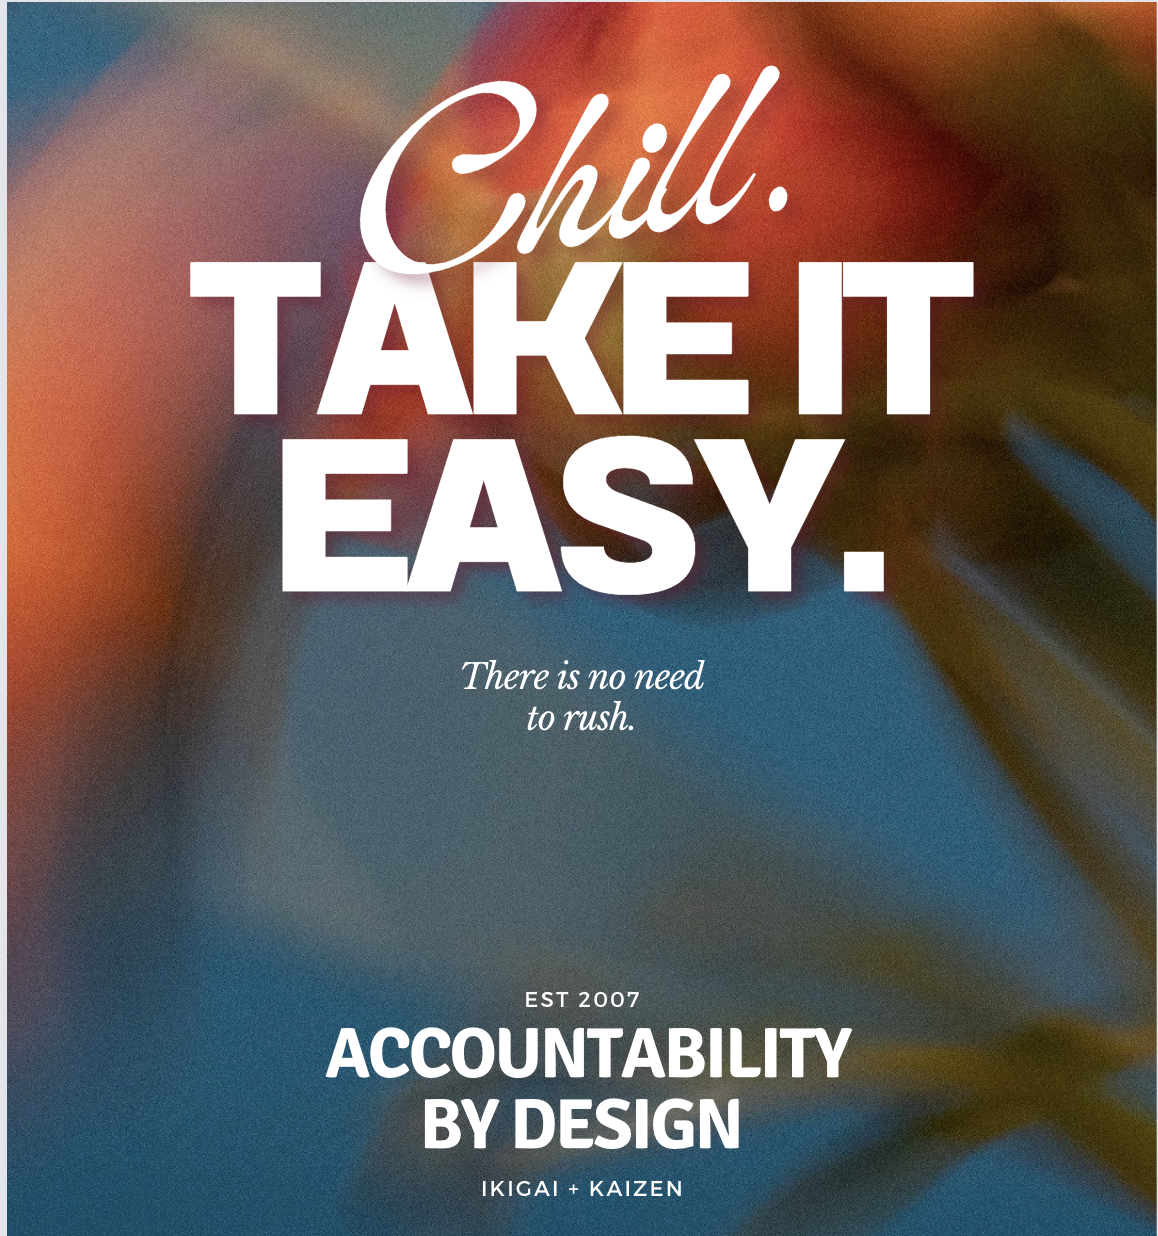 Chill.
TAKE IT
EASY.
There is no need
to rush.
EST 2007
ACCOUNTABILITY
BY DESIGN
IKIGAI + KAIZEN